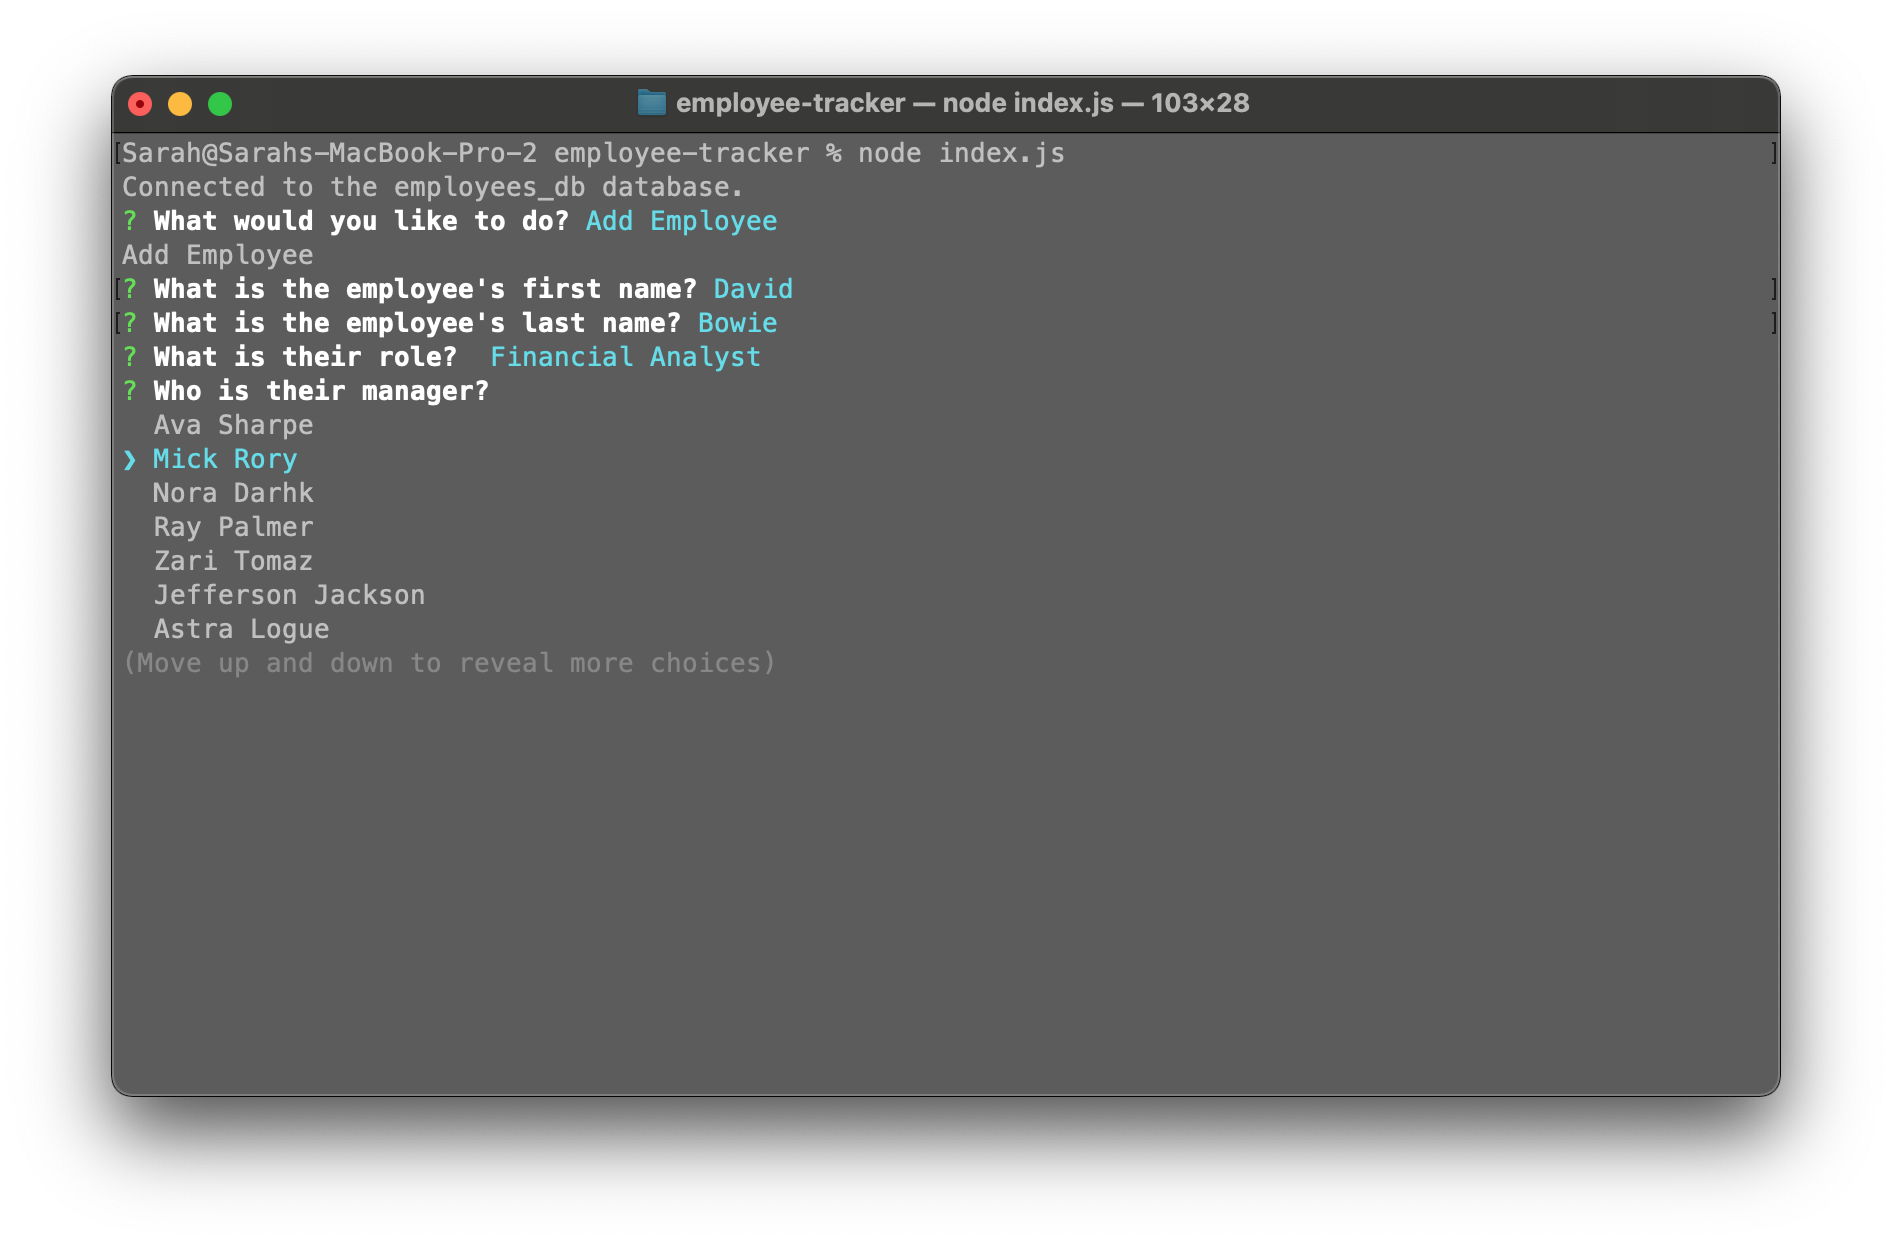 employee-tracker — node index.js — 103×28
[Sarah@Sarahs-MacBook-Pro-2 employee-tracker % node index.js ]
Connected to the employees_db database.
? What would you like to do? Add Employee
Add Employee
[? What is the employee's first name? David ]
[? What is the employee's last name? Bowie ]
? What is their role?  Financial Analyst
? Who is their manager?
  Ava Sharpe
❯ Mick Rory
  Nora Darhk
  Ray Palmer
  Zari Tomaz
  Jefferson Jackson
  Astra Logue
(Move up and down to reveal more choices)